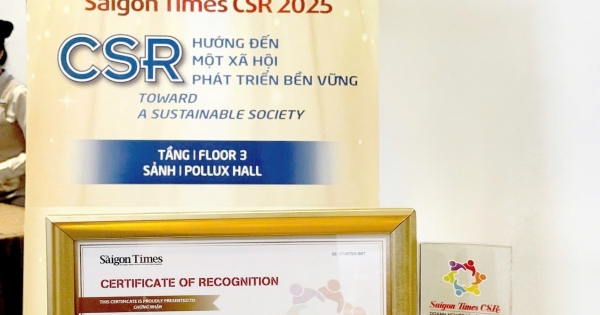 Saigon Times CSR 2025
CSR
HƯỚNG ĐẾN
MỘT XÃ HỘI
PHÁT TRIỂN BỀN VỮNG
TOWARD
A SUSTAINABLE SOCIETY
TẦNG | FLOOR 3
SẢNH | POLLUX HALL
Saigon Times
CERTIFICATE OF RECOGNITION
THIS CERTIFICATE IS PROUDLY PRESENTED TO
CHỨNG NHẬN
Saigon Times CSR